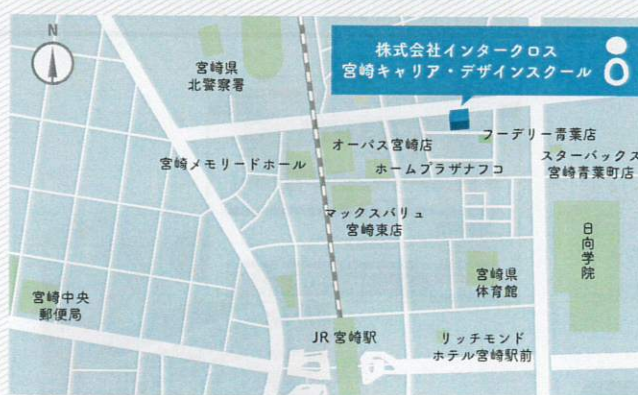 N
株式会社インタークロス
宮崎キャリア・デザインスクール
宮崎県
北警察署
オーパス宮崎店
フーデリー青葉店
宮崎メモリードホール
ホームプラザナフコ
スターバックス
宮崎青葉町店
マックスバリュ
宮崎東店
日向学院
宮崎県
体育館
宮崎中央
郵便局
JR 宮崎駅
リッチモンド
ホテル宮崎駅前